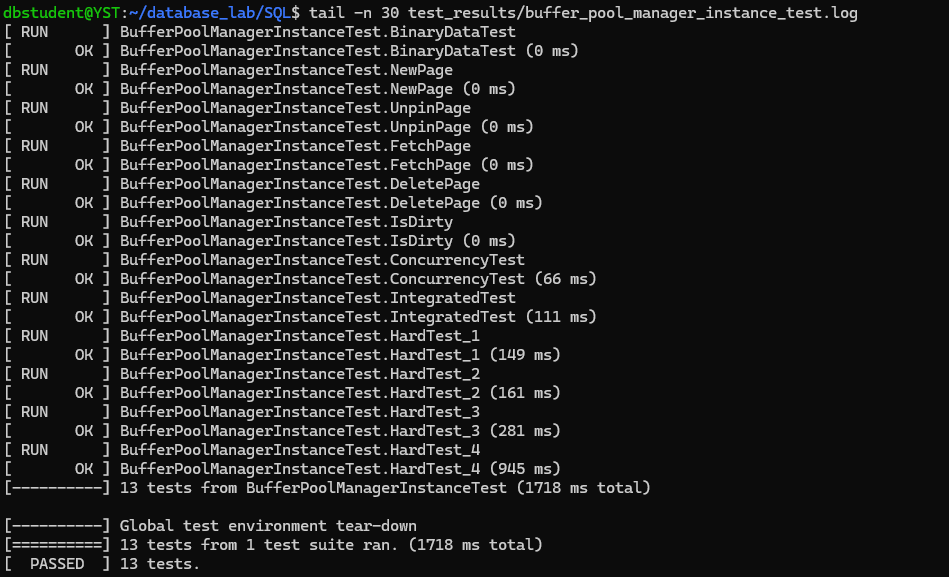 dbstudent@YST:~/database_lab/SQL$ tail -n 30 test_results/buffer_pool_manager_instance_test.log
[ RUN      ] BufferPoolManagerInstanceTest.BinaryDataTest
[       OK ] BufferPoolManagerInstanceTest.BinaryDataTest (0 ms)
[ RUN      ] BufferPoolManagerInstanceTest.NewPage
[       OK ] BufferPoolManagerInstanceTest.NewPage (0 ms)
[ RUN      ] BufferPoolManagerInstanceTest.UnpinPage
[       OK ] BufferPoolManagerInstanceTest.UnpinPage (0 ms)
[ RUN      ] BufferPoolManagerInstanceTest.FetchPage
[       OK ] BufferPoolManagerInstanceTest.FetchPage (0 ms)
[ RUN      ] BufferPoolManagerInstanceTest.DeletePage
[       OK ] BufferPoolManagerInstanceTest.DeletePage (0 ms)
[ RUN      ] BufferPoolManagerInstanceTest.IsDirty
[       OK ] BufferPoolManagerInstanceTest.IsDirty (0 ms)
[ RUN      ] BufferPoolManagerInstanceTest.ConcurrencyTest
[       OK ] BufferPoolManagerInstanceTest.ConcurrencyTest (66 ms)
[ RUN      ] BufferPoolManagerInstanceTest.IntegratedTest
[       OK ] BufferPoolManagerInstanceTest.IntegratedTest (111 ms)
[ RUN      ] BufferPoolManagerInstanceTest.HardTest_1
[       OK ] BufferPoolManagerInstanceTest.HardTest_1 (149 ms)
[ RUN      ] BufferPoolManagerInstanceTest.HardTest_2
[       OK ] BufferPoolManagerInstanceTest.HardTest_2 (161 ms)
[ RUN      ] BufferPoolManagerInstanceTest.HardTest_3
[       OK ] BufferPoolManagerInstanceTest.HardTest_3 (281 ms)
[ RUN      ] BufferPoolManagerInstanceTest.HardTest_4
[       OK ] BufferPoolManagerInstanceTest.HardTest_4 (945 ms)
[----------] 13 tests from BufferPoolManagerInstanceTest (1718 ms total)

[----------] Global test environment tear-down
[==========] 13 tests from 1 test suite ran. (1718 ms total)
[  PASSED  ] 13 tests.